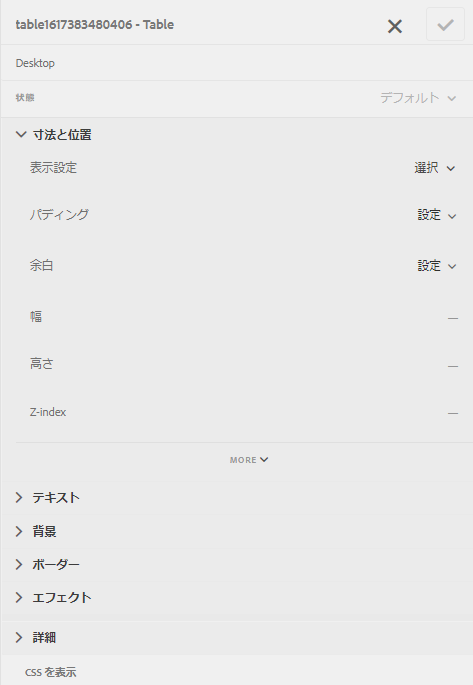 table1617383480406 - Table
Desktop
状態 デフォルト
寸法と位置
表示設定 選択
パディング 設定
余白 設定
幅 —
高さ —
Z-index —
MORE
テキスト
背景
ボーダー
エフェクト
詳細
CSS を表示